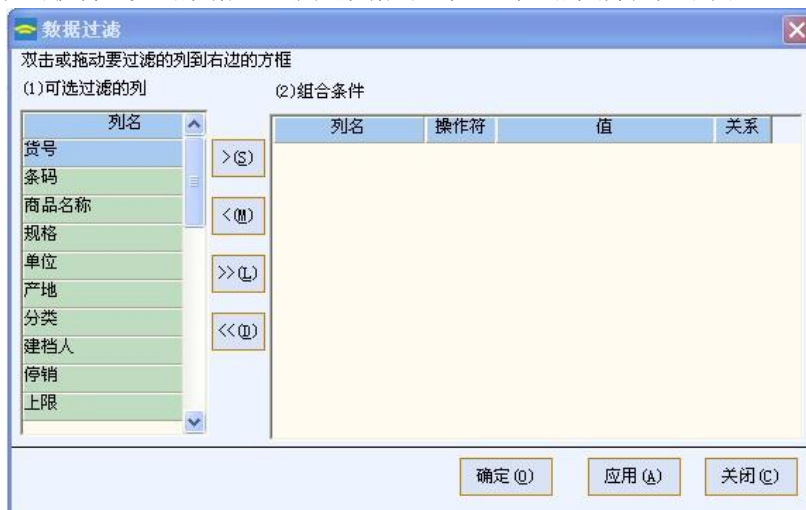 数据过滤
双击或拖动要过滤的列到右边的方框
(1)可选过滤的列
(2)组合条件
列名
货号
条码
商品名称
规格
单位
产地
分类
建档人
停销
上限
>(S)
<(M)
>>(L)
<<(D)
列名 操作符 值 关系
确定(O) 应用(A) 关闭(C)